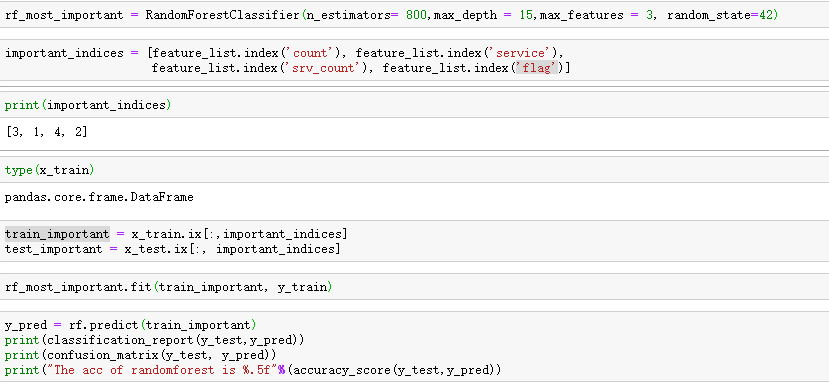 rf_most_important = RandomForestClassifier(n_estimators= 800,max_depth = 15,max_features = 3, random_state=42)
important_indices = [feature_list.index('count'), feature_list.index('service'),
feature_list.index('srv_count'), feature_list.index('flag')]
print(important_indices)
[3, 1, 4, 2]
type(x_train)
pandas.core.frame.DataFrame
train_important = x_train.ix[:,important_indices]
test_important = x_test.ix[:, important_indices]
rf_most_important.fit(train_important, y_train)
y_pred = rf.predict(train_important)
print(classification_report(y_test,y_pred))
print(confusion_matrix(y_test, y_pred))
print("The acc of randomforest is %.5f"%(accuracy_score(y_test,y_pred))